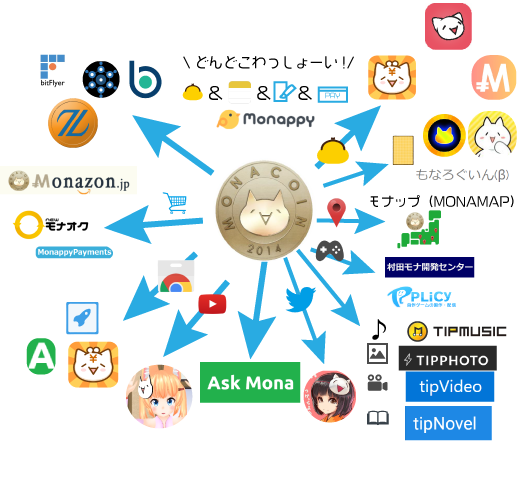 \ どんどこわっしょーい！/
bitFlyer
& & &
PAY
Monappy
もなろぐいん(β)
Monazon.jp
MONACOIN
2014
モナップ（MONAMAP）
new
モナオク
MonappyPayments
村田モナ開発センター
PLiCy
TIPMUSIC
TIPPHOTO
Ask Mona
tipVideo
tipNovel